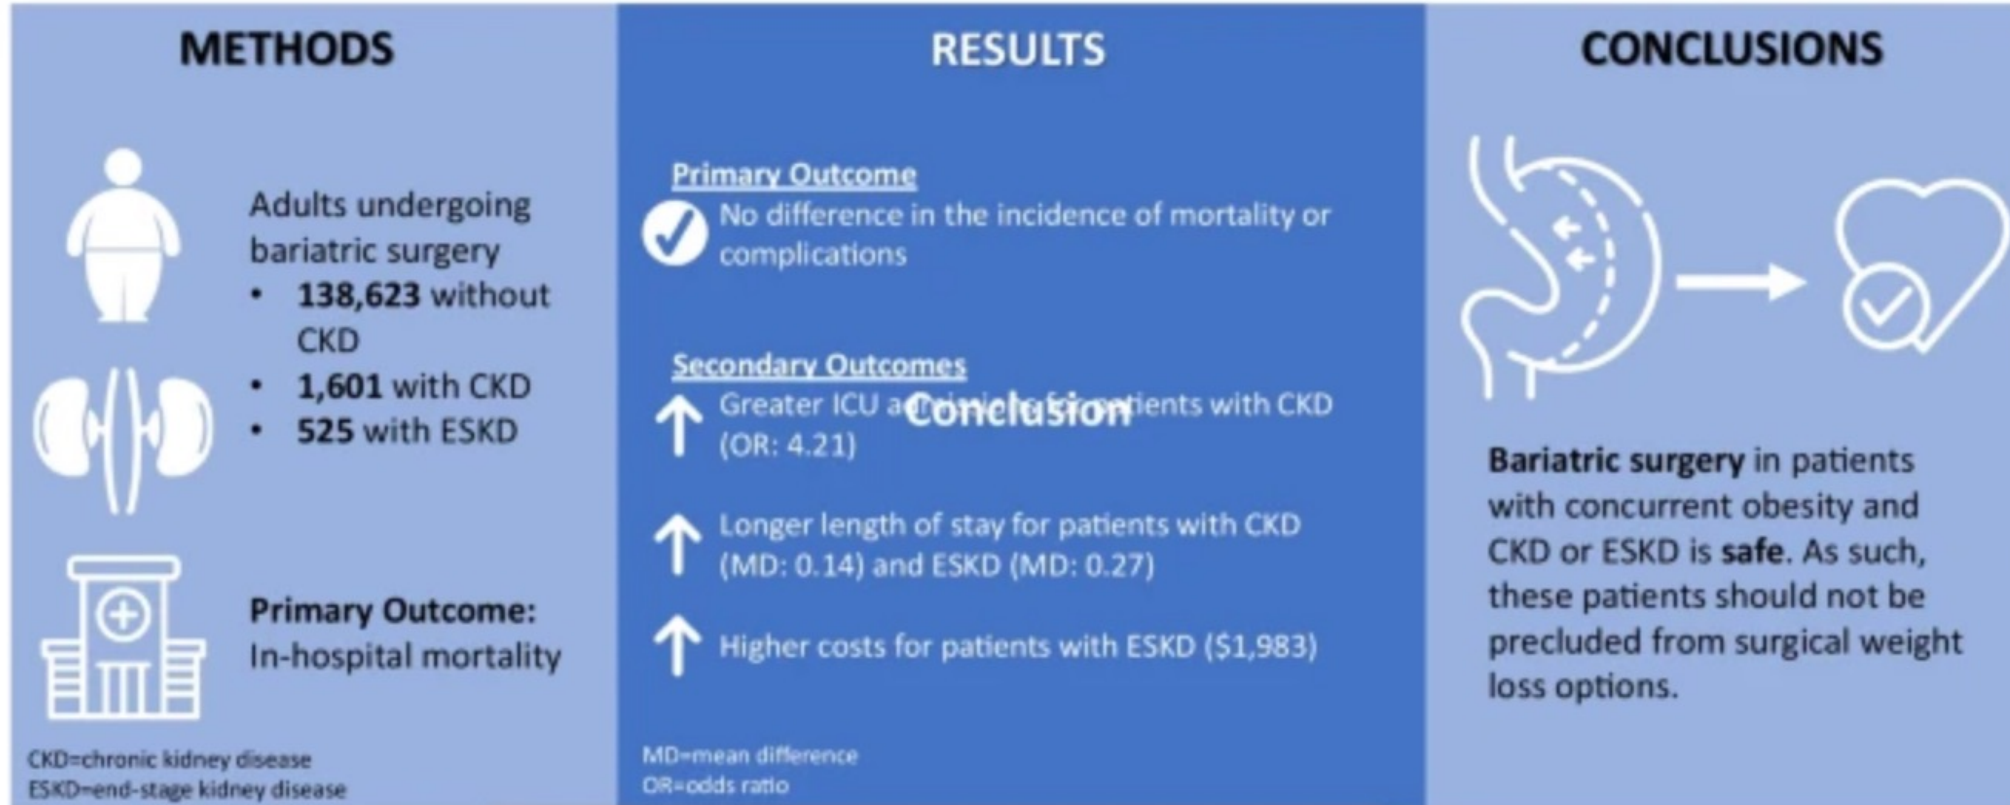 METHODS
Adults undergoing
bariatric surgery
• 138,623 without
CKD
• 1,601 with CKD
• 525 with ESKD
Primary Outcome:
In-hospital mortality
CKD=chronic kidney disease
ESKD=end-stage kidney disease
RESULTS
Primary Outcome
No difference in the incidence of mortality or
complications
Secondary Outcomes
Greater ICU admissions for patients with CKD
Conclusion
(OR: 4.21)
Longer length of stay for patients with CKD
(MD: 0.14) and ESKD (MD: 0.27)
Higher costs for patients with ESKD ($1,983)
MD=mean difference
OR=odds ratio
CONCLUSIONS
Bariatric surgery in patients
with concurrent obesity and
CKD or ESKD is safe. As such,
these patients should not be
precluded from surgical weight
loss options.